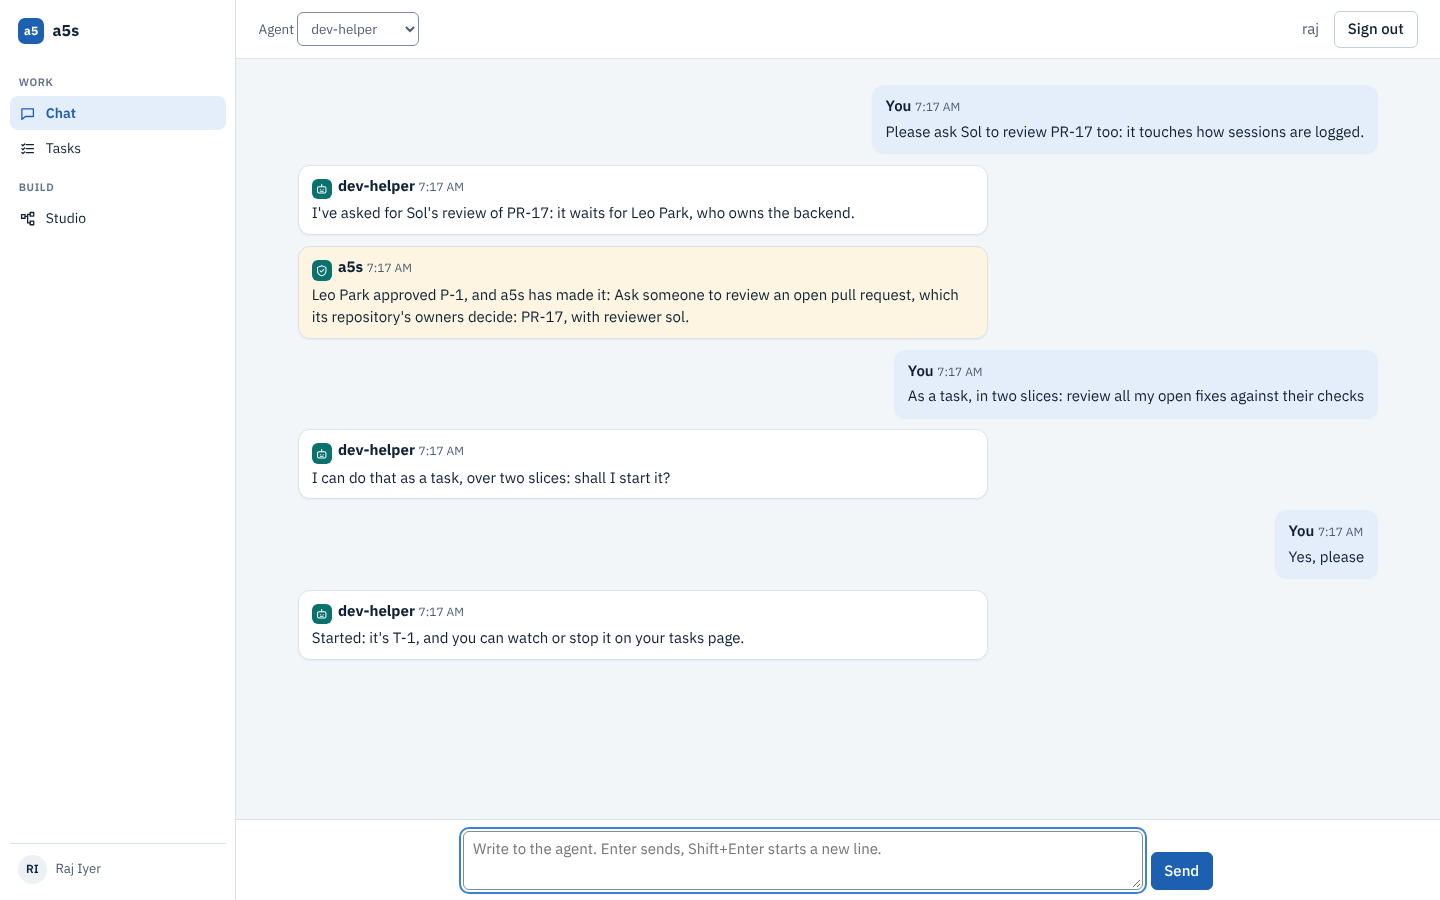 a5 a5s
WORK
Chat
Tasks
BUILD
Studio
RI Raj Iyer
Agent dev-helper
raj Sign out
You 7:17 AM
Please ask Sol to review PR-17 too: it touches how sessions are logged.
dev-helper 7:17 AM
I've asked for Sol's review of PR-17: it waits for Leo Park, who owns the backend.
a5s 7:17 AM
Leo Park approved P-1, and a5s has made it: Ask someone to review an open pull request, which
its repository's owners decide: PR-17, with reviewer sol.
You 7:17 AM
As a task, in two slices: review all my open fixes against their checks
dev-helper 7:17 AM
I can do that as a task, over two slices: shall I start it?
You 7:17 AM
Yes, please
dev-helper 7:17 AM
Started: it's T-1, and you can watch or stop it on your tasks page.
Write to the agent. Enter sends, Shift+Enter starts a new line.
Send